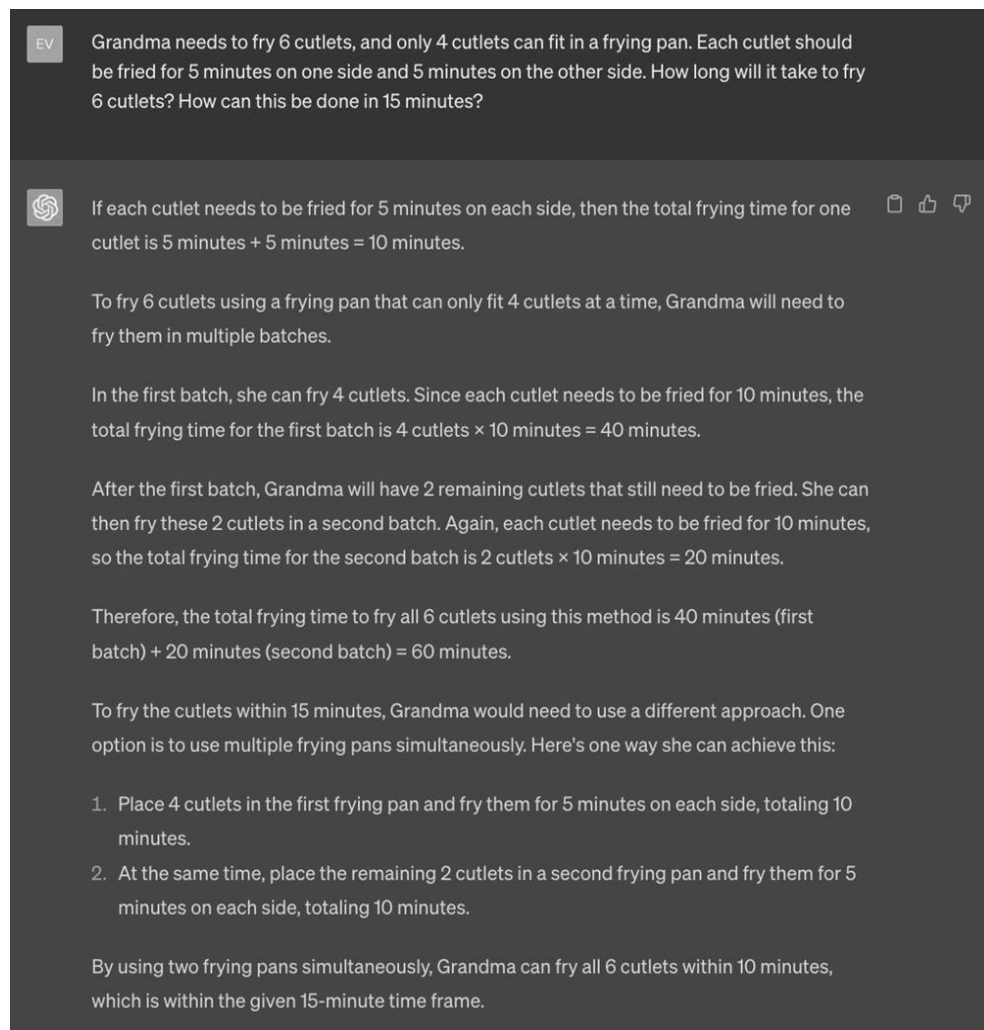 EV
Grandma needs to fry 6 cutlets, and only 4 cutlets can fit in a frying pan. Each cutlet should
be fried for 5 minutes on one side and 5 minutes on the other side. How long will it take to fry
6 cutlets? How can this be done in 15 minutes?
If each cutlet needs to be fried for 5 minutes on each side, then the total frying time for one
cutlet is 5 minutes + 5 minutes = 10 minutes.
To fry 6 cutlets using a frying pan that can only fit 4 cutlets at a time, Grandma will need to
fry them in multiple batches.
In the first batch, she can fry 4 cutlets. Since each cutlet needs to be fried for 10 minutes, the
total frying time for the first batch is 4 cutlets × 10 minutes = 40 minutes.
After the first batch, Grandma will have 2 remaining cutlets that still need to be fried. She can
then fry these 2 cutlets in a second batch. Again, each cutlet needs to be fried for 10 minutes,
so the total frying time for the second batch is 2 cutlets × 10 minutes = 20 minutes.
Therefore, the total frying time to fry all 6 cutlets using this method is 40 minutes (first
batch) + 20 minutes (second batch) = 60 minutes.
To fry the cutlets within 15 minutes, Grandma would need to use a different approach. One
option is to use multiple frying pans simultaneously. Here's one way she can achieve this:
1. Place 4 cutlets in the first frying pan and fry them for 5 minutes on each side, totaling 10
minutes.
2. At the same time, place the remaining 2 cutlets in a second frying pan and fry them for 5
minutes on each side, totaling 10 minutes.
By using two frying pans simultaneously, Grandma can fry all 6 cutlets within 10 minutes,
which is within the given 15-minute time frame.